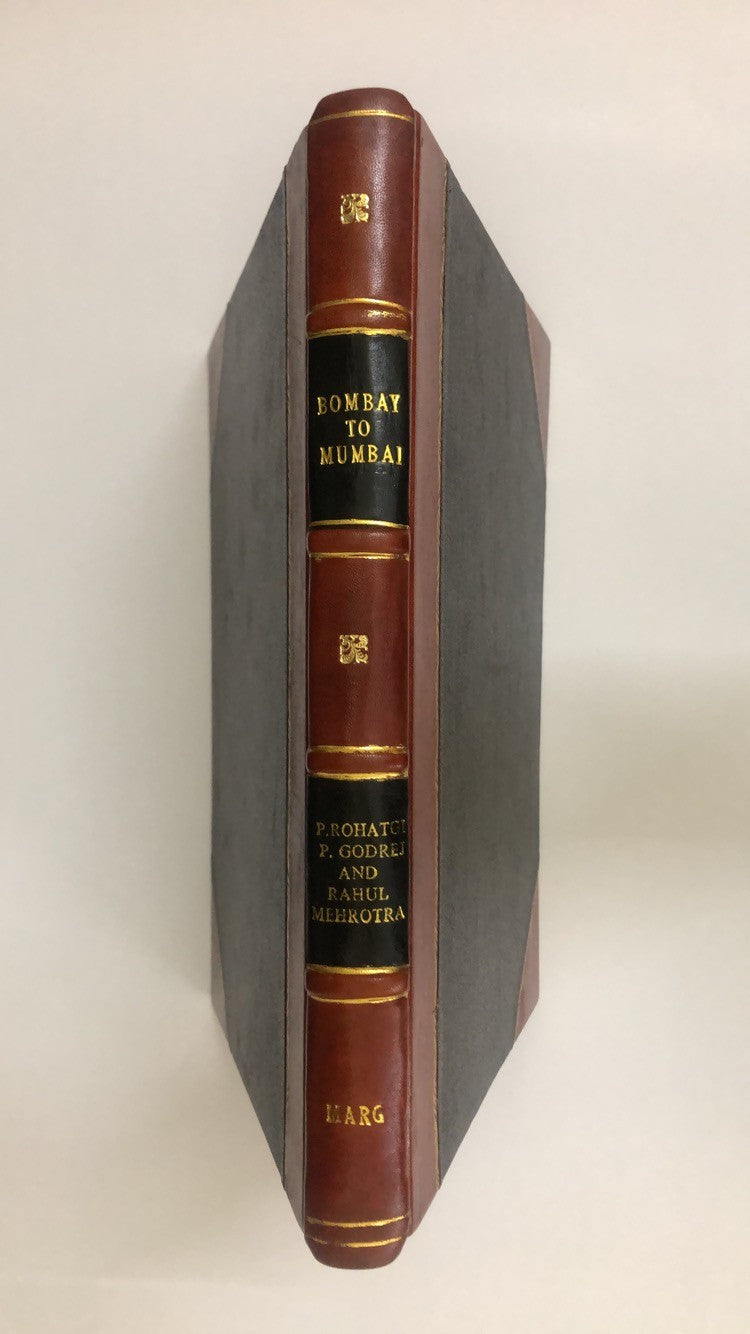 BOMBAY
TO
MUMBAI
P.ROHATGI
P. GODREJ
AND
RAHUL
MEHROTRA
MARG